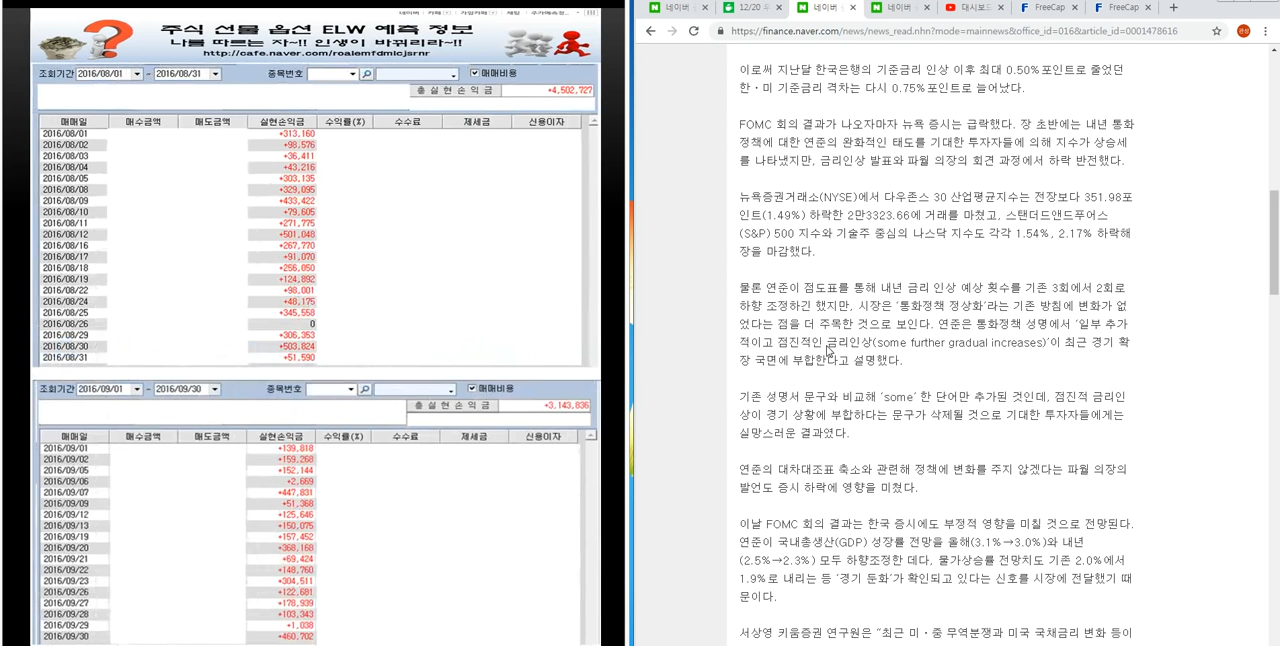 주식 선물 옵션 ELW 예측 정보
나를 따르는 자~!! 인생이 바뀌리라~!!
http://cafe.naver.com/roalemfdmlcjsrnr
조회기간 2016/08/01 - 2016/08/31 종목번호 매매비용
총 실 현 손 익 금 +4,502,727
매매일 매수금액 매도금액 실현손익금 수익률(%) 수수료 제세금 신용이자
2016/08/01 +313,160
2016/08/02 +98,576
2016/08/03 +36,411
2016/08/04 +43,216
2016/08/05 +303,135
2016/08/08 +329,095
2016/08/09 +433,422
2016/08/10 +79,605
2016/08/11 +271,775
2016/08/12 +501,048
2016/08/16 +267,770
2016/08/17 +91,070
2016/08/18 +256,050
2016/08/19 +124,892
2016/08/22 +98,001
2016/08/24 +48,175
2016/08/25 +345,558
2016/08/26 0
2016/08/29 +306,353
2016/08/30 +503,824
2016/08/31 +51,590
조회기간 2016/09/01 - 2016/09/30 종목번호 매매비용
총 실 현 손 익 금 +3,143,836
매매일 매수금액 매도금액 실현손익금 수익률(%) 수수료 제세금 신용이자
2016/09/01 +139,818
2016/09/02 +159,268
2016/09/05 +152,144
2016/09/06 +2,669
2016/09/07 +447,831
2016/09/09 +51,368
2016/09/12 +125,646
2016/09/13 +150,075
2016/09/19 +157,452
2016/09/20 +368,168
2016/09/21 +69,424
2016/09/22 +148,760
2016/09/23 +304,511
2016/09/26 +122,681
2016/09/27 +178,939
2016/09/28 +103,343
2016/09/29 +1,038
2016/09/30 +460,702
네이버 12/20 네이버 네이버 대시보드 FreeCap FreeCap
https://finance.naver.com/news/news_read.nhn?mode=mainnews&office_id=016&article_id=0001478616
이로써 지난달 한국은행의 기준금리 인상 이후 최대 0.50%포인트로 줄었던
한·미 기준금리 격차는 다시 0.75%포인트로 늘어났다.
FOMC 회의 결과가 나오자마자 뉴욕 증시는 급락했다. 장 초반에는 내년 통화
정책에 대한 연준의 완화적인 태도를 기대한 투자자들에 의해 지수가 상승세
를 나타냈지만, 금리인상 발표와 파월 의장의 회견 과정에서 하락 반전했다.
뉴욕증권거래소(NYSE)에서 다우존스 30 산업평균지수는 전장보다 351.98포
인트(1.49%) 하락한 2만3323.66에 거래를 마쳤고, 스탠더드앤드푸어스
(S&P) 500 지수와 기술주 중심의 나스닥 지수도 각각 1.54%, 2.17% 하락해
장을 마감했다.
물론 연준이 점도표를 통해 내년 금리 인상 예상 횟수를 기존 3회에서 2회로
하향 조정하긴 했지만, 시장은 ‘통화정책 정상화’라는 기존 방침에 변화가 없
었다는 점을 더 주목한 것으로 보인다. 연준은 통화정책 성명에서 ‘일부 추가
적이고 점진적인 금리인상(some further gradual increases)’이 최근 경기 확
장 국면에 부합한다고 설명했다.
기존 성명서 문구와 비교해 ‘some’ 한 단어만 추가된 것인데, 점진적 금리인
상이 경기 상황에 부합하다는 문구가 삭제될 것으로 기대한 투자자들에게는
실망스러운 결과였다.
연준의 대차대조표 축소와 관련해 정책에 변화를 주지 않겠다는 파월 의장의
발언도 증시 하락에 영향을 미쳤다.
이날 FOMC 회의 결과는 한국 증시에도 부정적 영향을 미칠 것으로 전망된다.
연준이 국내총생산(GDP) 성장률 전망을 올해(3.1%→3.0%)와 내년
(2.5%→2.3%) 모두 하향조정한 데다, 물가상승률 전망치도 기존 2.0%에서
1.9%로 내리는 등 ‘경기 둔화’가 확인되고 있다는 신호를 시장에 전달했기 때
문이다.
서상영 키움증권 연구원은 “최근 미·중 무역분쟁과 미국 국채금리 변화 등이